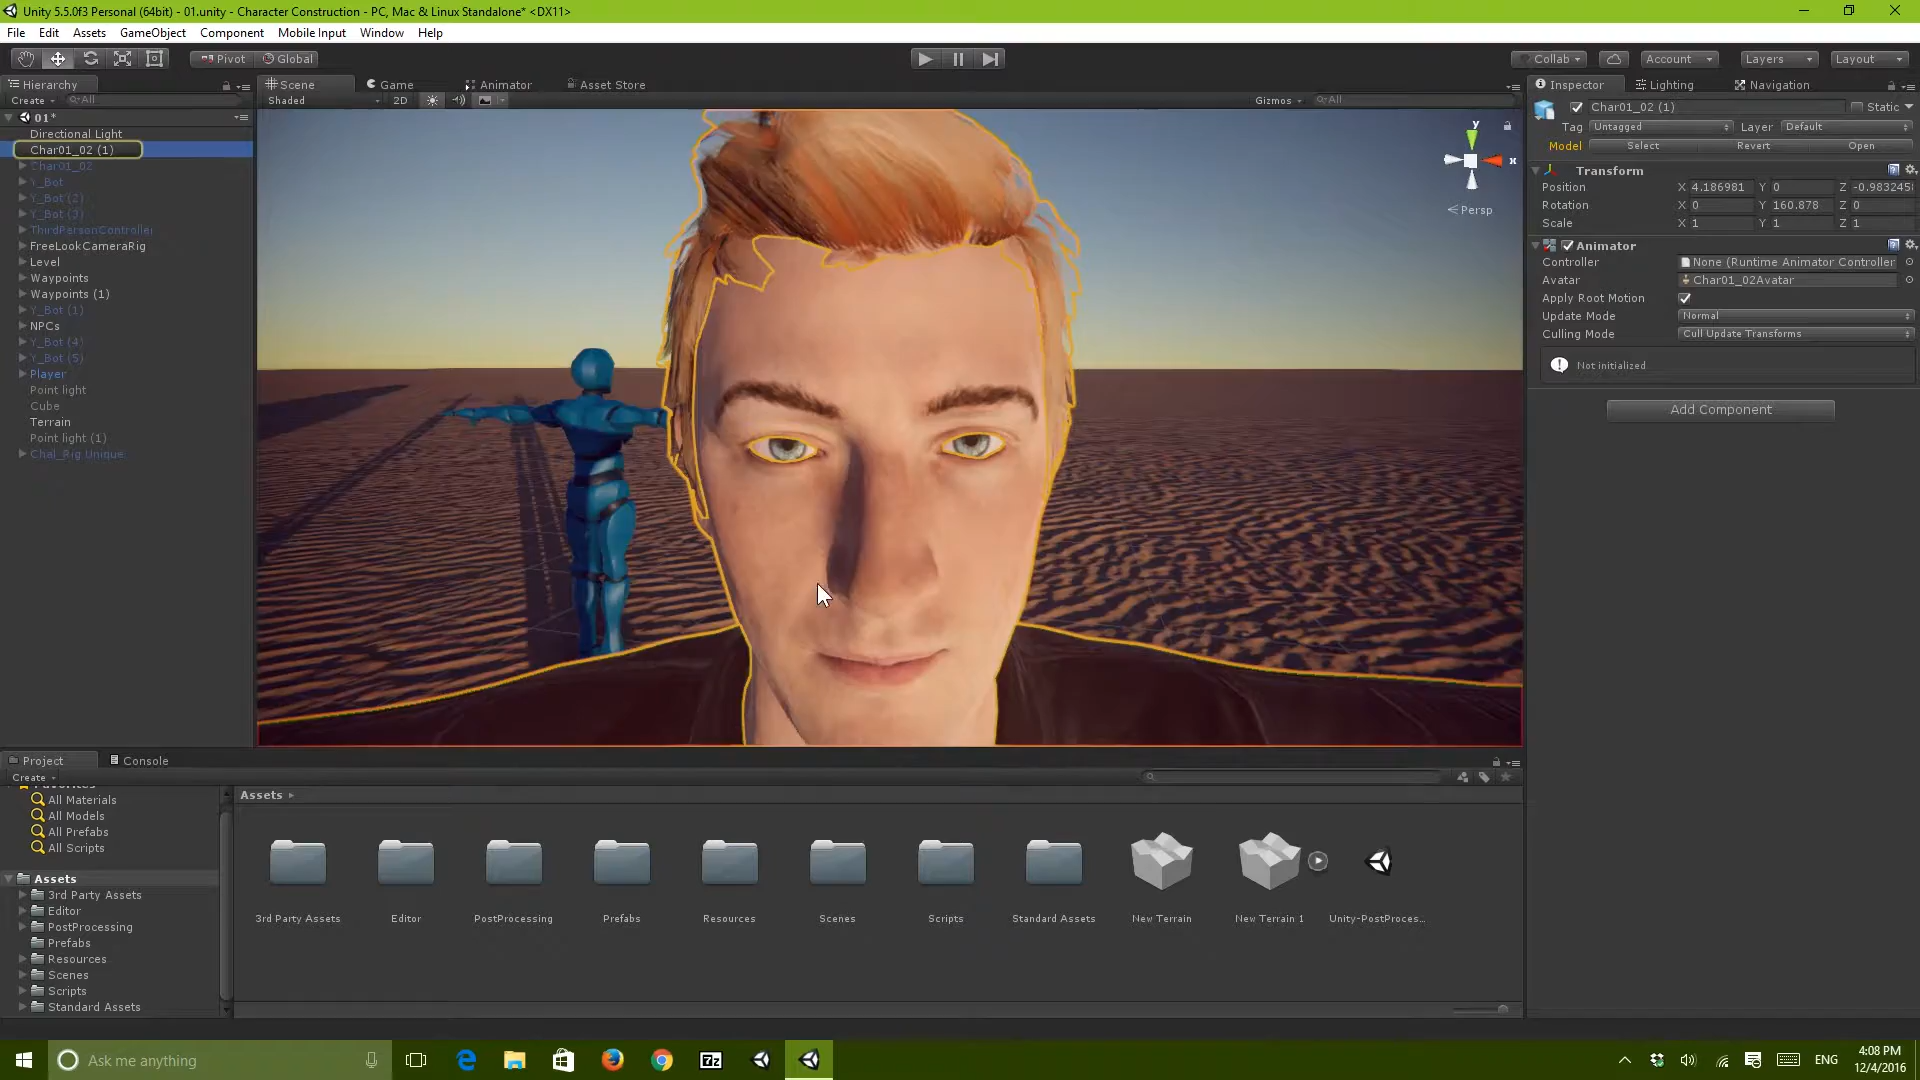 Unity 5.5.0f3 Personal (64bit) - 01.unity - Character Construction - PC, Mac & Linux Standalone* <DX11>
File Edit Assets GameObject Component Mobile Input Window Help
Pivot Global Collab Account Layers Layout
Hierarchy
Create All
01*
Directional Light
Char01_02 (1)
Char01_02
Y_Bot
Y_Bot (2)
Y_Bot (3)
ThirdPersonController
FreeLookCameraRig
Level
Waypoints
Waypoints (1)
Y_Bot (1)
NPCs
Y_Bot (4)
Y_Bot (5)
Player
Point light
Cube
Terrain
Point light (1)
Chal_Rig Unique
Scene Game Animator Asset Store
Shaded 2D Gizmos All
y
x
Persp
Inspector Lighting Navigation
Char01_02 (1) Static
Tag Untagged Layer Default
Model Select Revert Open
Transform
Position X 4.186981 Y 0 Z -0.983245
Rotation X 0 Y 160.878 Z 0
Scale X 1 Y 1 Z 1
Animator
Controller None (Runtime Animator Controller
Avatar Char01_02Avatar
Apply Root Motion
Update Mode Normal
Culling Mode Cull Update Transforms
Not initialized
Add Component
Project Console
Create
Favorites
All Materials
All Models
All Prefabs
All Scripts
Assets
3rd Party Assets
Editor
PostProcessing
Prefabs
Resources
Scenes
Scripts
Standard Assets
Assets
3rd Party Assets Editor PostProcessing Prefabs Resources Scenes Scripts Standard Assets New Terrain New Terrain 1 Unity-PostProces...
Ask me anything
7z
ENG
4:08 PM
12/4/2016